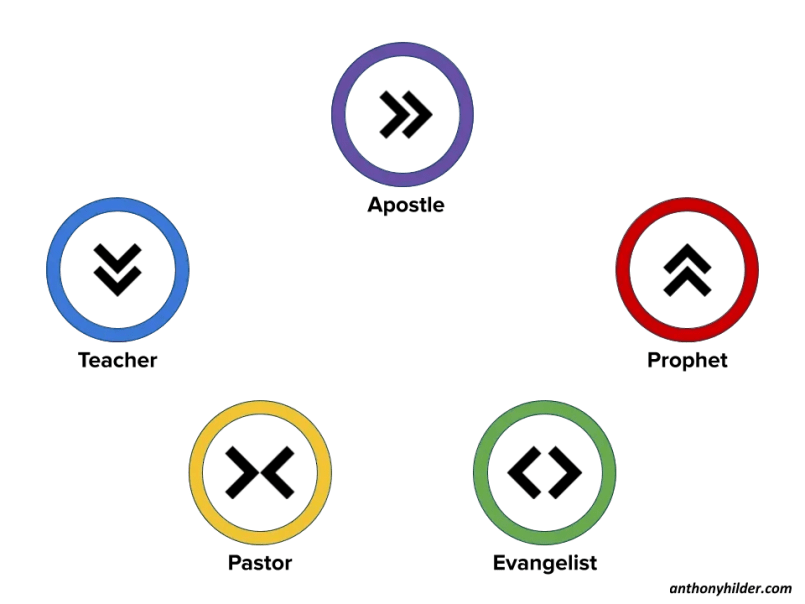 Apostle
Teacher
Prophet
Pastor
Evangelist
anthonyhilder.com